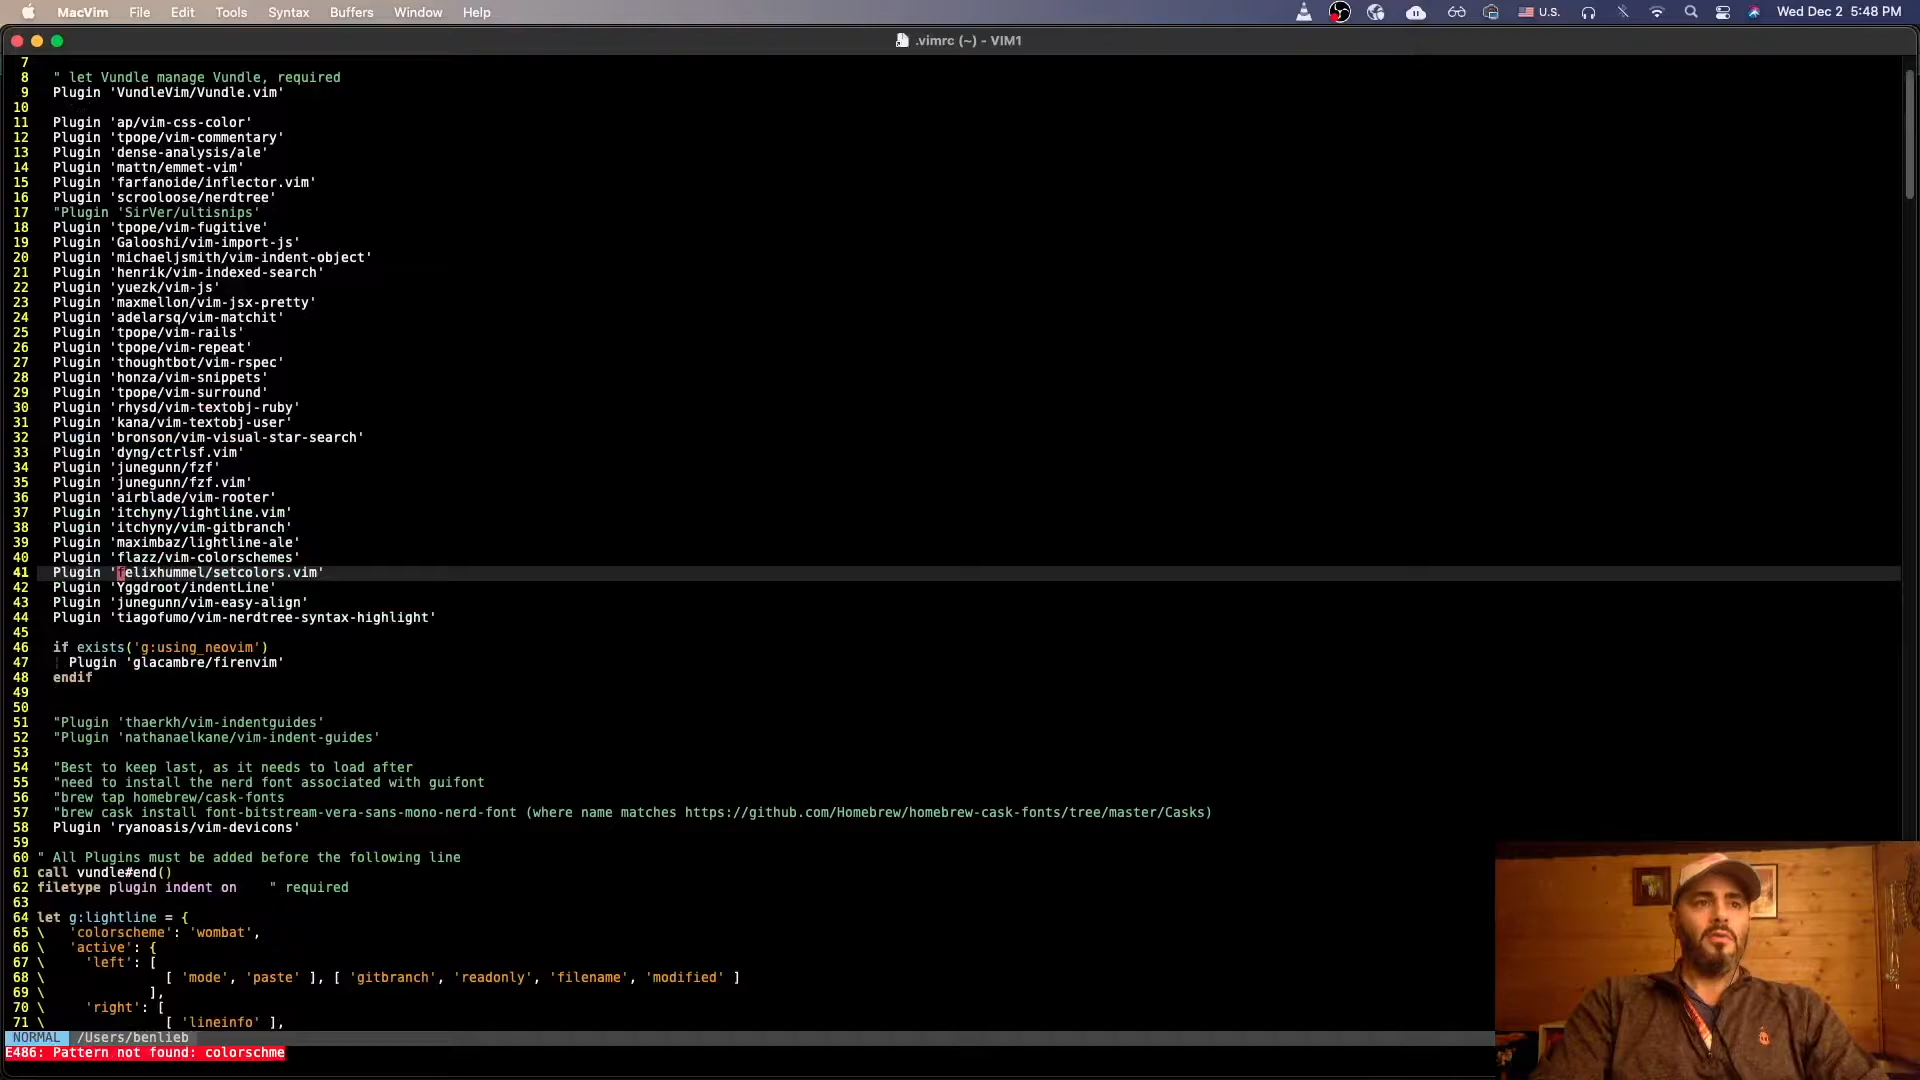 MacVim File Edit Tools Syntax Buffers Window Help U.S. Wed Dec 2 5:48 PM
.vimrc (~) - VIM1
7
8 " let Vundle manage Vundle, required
9 Plugin 'VundleVim/Vundle.vim'
10
11 Plugin 'ap/vim-css-color'
12 Plugin 'tpope/vim-commentary'
13 Plugin 'dense-analysis/ale'
14 Plugin 'mattn/emmet-vim'
15 Plugin 'farfanoide/inflector.vim'
16 Plugin 'scrooloose/nerdtree'
17 "Plugin 'SirVer/ultisnips'
18 Plugin 'tpope/vim-fugitive'
19 Plugin 'Galooshi/vim-import-js'
20 Plugin 'michaeljsmith/vim-indent-object'
21 Plugin 'henrik/vim-indexed-search'
22 Plugin 'yuezk/vim-js'
23 Plugin 'maxmellon/vim-jsx-pretty'
24 Plugin 'adelarsq/vim-matchit'
25 Plugin 'tpope/vim-rails'
26 Plugin 'tpope/vim-repeat'
27 Plugin 'thoughtbot/vim-rspec'
28 Plugin 'honza/vim-snippets'
29 Plugin 'tpope/vim-surround'
30 Plugin 'rhysd/vim-textobj-ruby'
31 Plugin 'kana/vim-textobj-user'
32 Plugin 'bronson/vim-visual-star-search'
33 Plugin 'dyng/ctrlsf.vim'
34 Plugin 'junegunn/fzf'
35 Plugin 'junegunn/fzf.vim'
36 Plugin 'airblade/vim-rooter'
37 Plugin 'itchyny/lightline.vim'
38 Plugin 'itchyny/vim-gitbranch'
39 Plugin 'maximbaz/lightline-ale'
40 Plugin 'flazz/vim-colorschemes'
41 Plugin 'felixhummel/setcolors.vim'
42 Plugin 'Yggdroot/indentLine'
43 Plugin 'junegunn/vim-easy-align'
44 Plugin 'tiagofumo/vim-nerdtree-syntax-highlight'
45
46 if exists('g:using_neovim')
47 ¦ Plugin 'glacambre/firenvim'
48 endif
49
50
51 "Plugin 'thaerkh/vim-indentguides'
52 "Plugin 'nathanaelkane/vim-indent-guides'
53
54 "Best to keep last, as it needs to load after
55 "need to install the nerd font associated with guifont
56 "brew tap homebrew/cask-fonts
57 "brew cask install font-bitstream-vera-sans-mono-nerd-font (where name matches https://github.com/Homebrew/homebrew-cask-fonts/tree/master/Casks)
58 Plugin 'ryanoasis/vim-devicons'
59
60 " All Plugins must be added before the following line
61 call vundle#end()
62 filetype plugin indent on " required
63
64 let g:lightline = {
65 \ 'colorscheme': 'wombat',
66 \ 'active': {
67 \ 'left': [
68 \ [ 'mode', 'paste' ], [ 'gitbranch', 'readonly', 'filename', 'modified' ]
69 \ ],
70 \ 'right': [
71 \ [ 'lineinfo' ],
NORMAL /Users/benlieb
E486: Pattern not found: colorschme